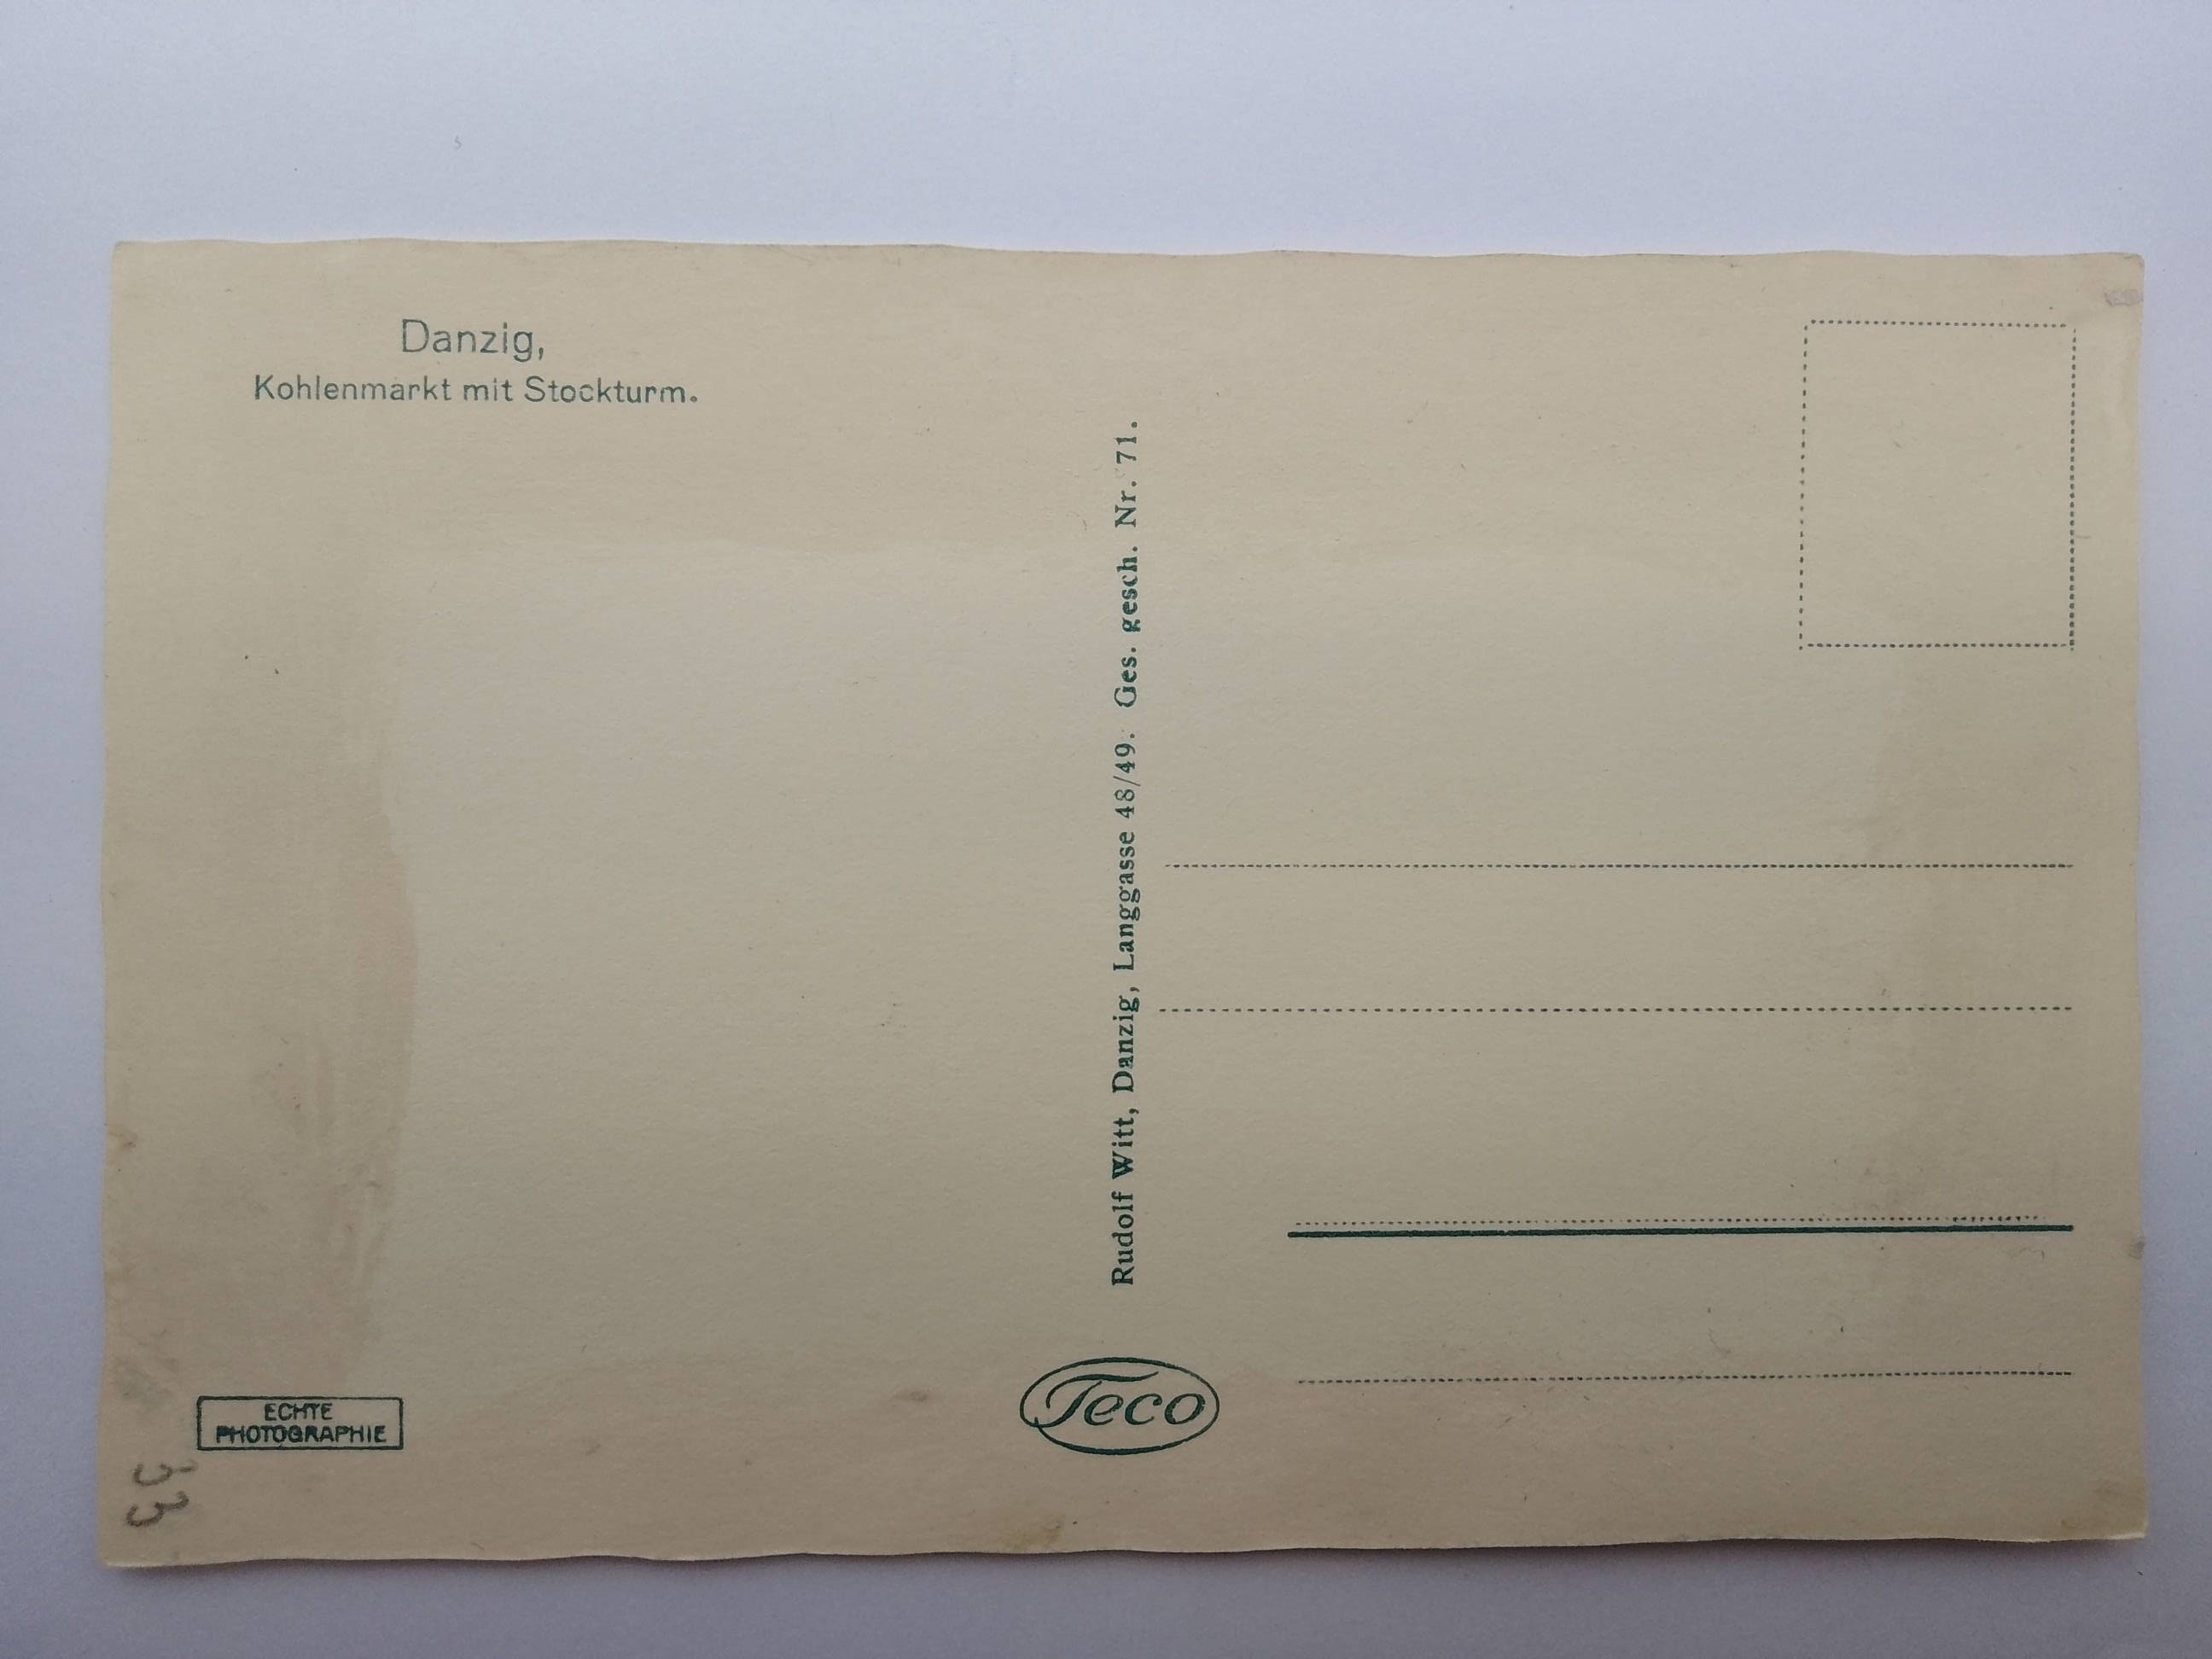 Danzig,
Kohlenmarkt mit Stockturm.
Rudolf Witt, Danzig, Langgasse 48/49. Ges. gesch. Nr. 71.
ECHTE
PHOTOGRAPHIE
Teco
33